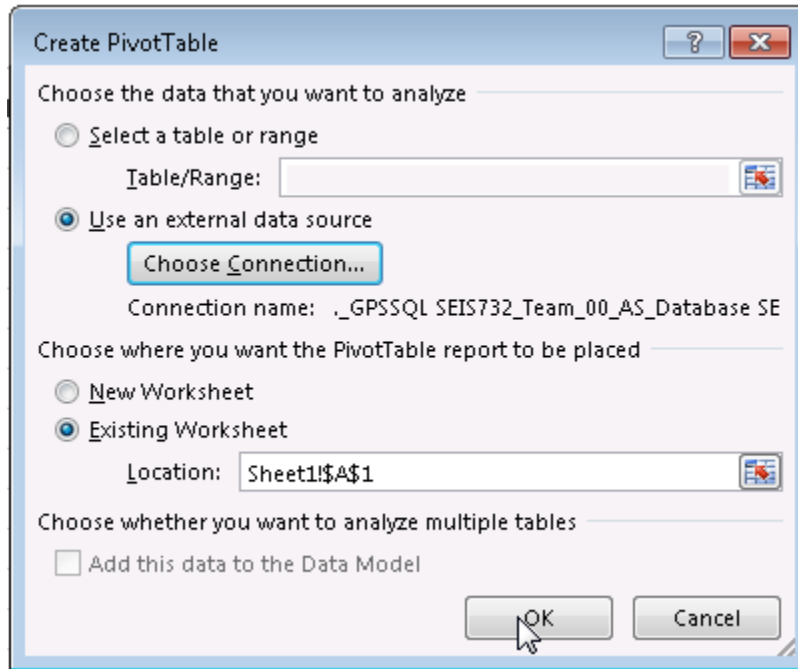 Create PivotTable
Choose the data that you want to analyze
Select a table or range
Table/Range:
Use an external data source
Choose Connection...
Connection name: ._GPSSQL SEIS732_Team_00_AS_Database SE
Choose where you want the PivotTable report to be placed
New Worksheet
Existing Worksheet
Location: Sheet1!$A$1
Choose whether you want to analyze multiple tables
Add this data to the Data Model
OK Cancel